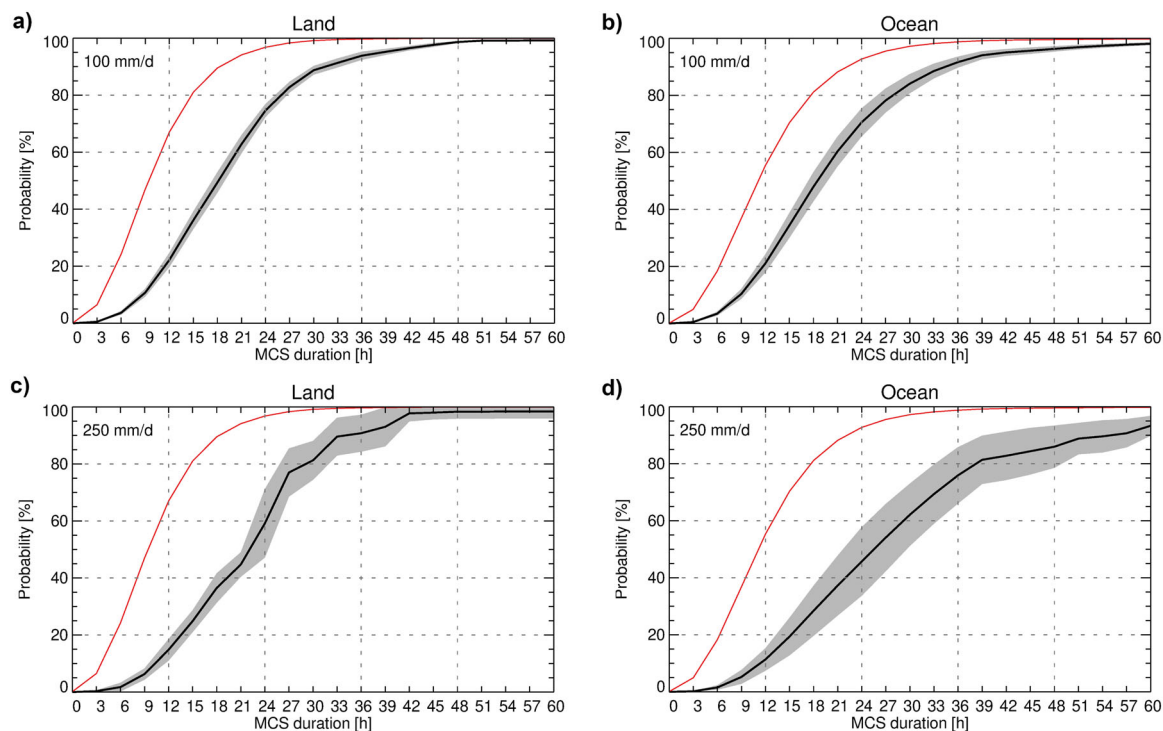 a) Land
100 mm/d
Probability [%]
100
80
60
40
20
0
0 3 6 9 12 15 18 21 24 27 30 33 36 39 42 45 48 51 54 57 60
MCS duration [h]
b) Ocean
100 mm/d
Probability [%]
100
80
60
40
20
0
0 3 6 9 12 15 18 21 24 27 30 33 36 39 42 45 48 51 54 57 60
MCS duration [h]
c) Land
250 mm/d
Probability [%]
100
80
60
40
20
0
0 3 6 9 12 15 18 21 24 27 30 33 36 39 42 45 48 51 54 57 60
MCS duration [h]
d) Ocean
250 mm/d
Probability [%]
100
80
60
40
20
0
0 3 6 9 12 15 18 21 24 27 30 33 36 39 42 45 48 51 54 57 60
MCS duration [h]